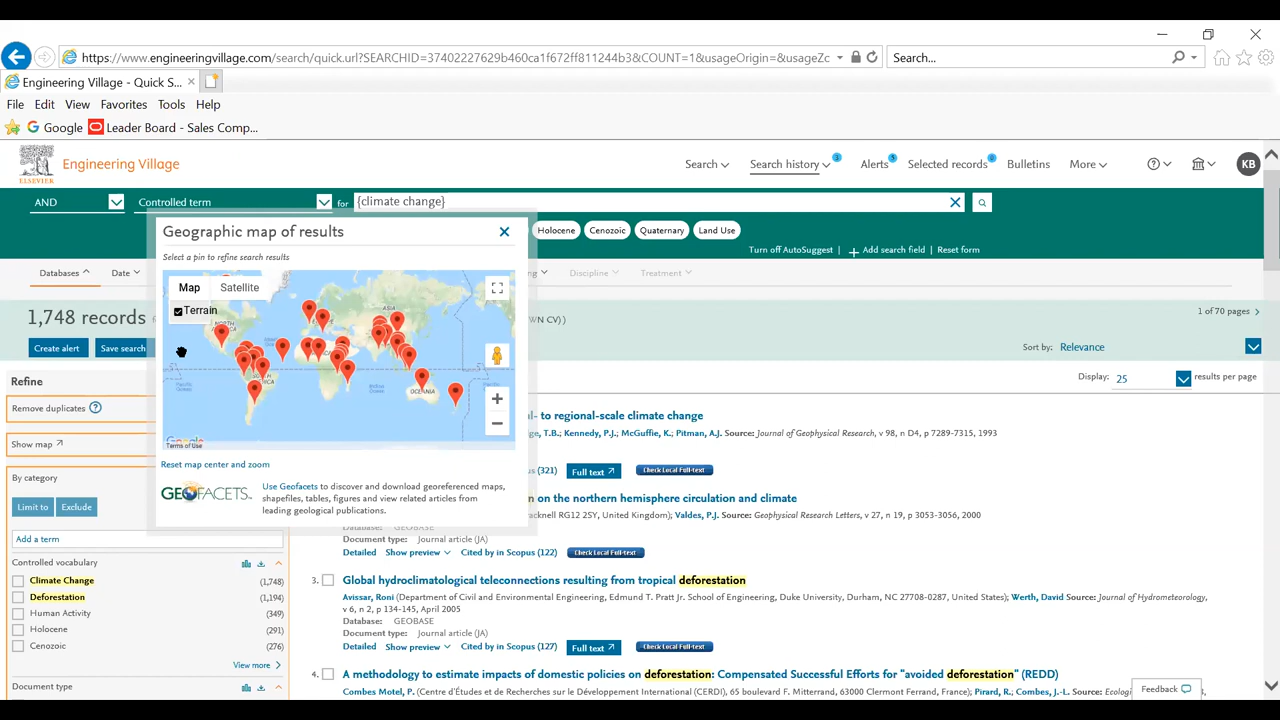 https://www.engineeringvillage.com/search/quick.url?SEARCHID=37402227629b460ca1f672ff811244b3&COUNT=1&usageOrigin=&usageZc
Search...
Engineering Village - Quick S...
File Edit View Favorites Tools Help
Google Leader Board - Sales Comp...
ELSEVIER
Engineering Village
Search Search history 3 Alerts 5 Selected records 0 Bulletins More KB
AND Controlled term for {climate change}
Holocene Cenozoic Quaternary Land Use
Turn off AutoSuggest Add search field Reset form
Databases Date Discipline Treatment
1,748 records
1 of 70 pages
Create alert Save search
Sort by: Relevance
Display: 25 results per page
Geographic map of results
Select a pin to refine search results
Map Satellite
Terrain
ASIA
OCEANIA
Google
Terms of Use
Reset map center and zoom
GEOFACETS
Use Geofacets to discover and download georeferenced maps,
shapefiles, tables, figures and view related articles from
leading geological publications.
Refine
Remove duplicates
Show map
By category
Limit to Exclude
Add a term
Controlled vocabulary
Climate Change (1,748)
Deforestation (1,194)
Human Activity (349)
Holocene (291)
Cenozoic (276)
View more
Document type
to regional-scale climate change
T.B.; Kennedy, P.J.; McGuffie, K.; Pitman, A.J. Source: Journal of Geophysical Research, v 98, n D4, p 7289-7315, 1993
(321) Full text Check Local Full-text
on the northern hemisphere circulation and climate
RG12 2SY, United Kingdom); Valdes, P.J. Source: Geophysical Research Letters, v 27, n 19, p 3053-3056, 2000
Database: GEOBASE
Document type: Journal article (JA)
Detailed Show preview Cited by in Scopus (122) Check Local Full-text
3. Global hydroclimatological teleconnections resulting from tropical deforestation
Avissar, Roni (Department of Civil and Environmental Engineering, Edmund T. Pratt Jr. School of Engineering, Duke University, Durham, NC 27708-0287, United States); Werth, David Source: Journal of Hydrometeorology,
v 6, n 2, p 134-145, April 2005
Database: GEOBASE
Document type: Journal article (JA)
Detailed Show preview Cited by in Scopus (127) Full text Check Local Full-text
4. A methodology to estimate impacts of domestic policies on deforestation: Compensated Successful Efforts for "avoided deforestation" (REDD)
Combes Motel, P. (Centre d'Études et de Recherches sur le Développement International (CERDI), 65 boulevard F. Mitterrand, 63000 Clermont Ferrand, France); Pirard, R.; Combes, J.-L. Source:
Feedback